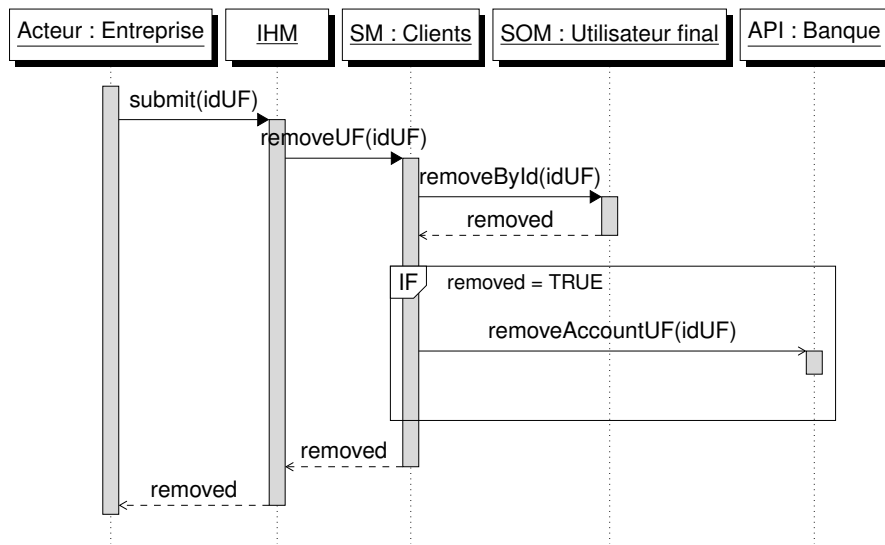 Acteur : Entreprise
IHM
SM : Clients
SOM : Utilisateur final
API : Banque
submit(idUF)
removeUF(idUF)
removeById(idUF)
removed
IF
removed = TRUE
removeAccountUF(idUF)
removed
removed